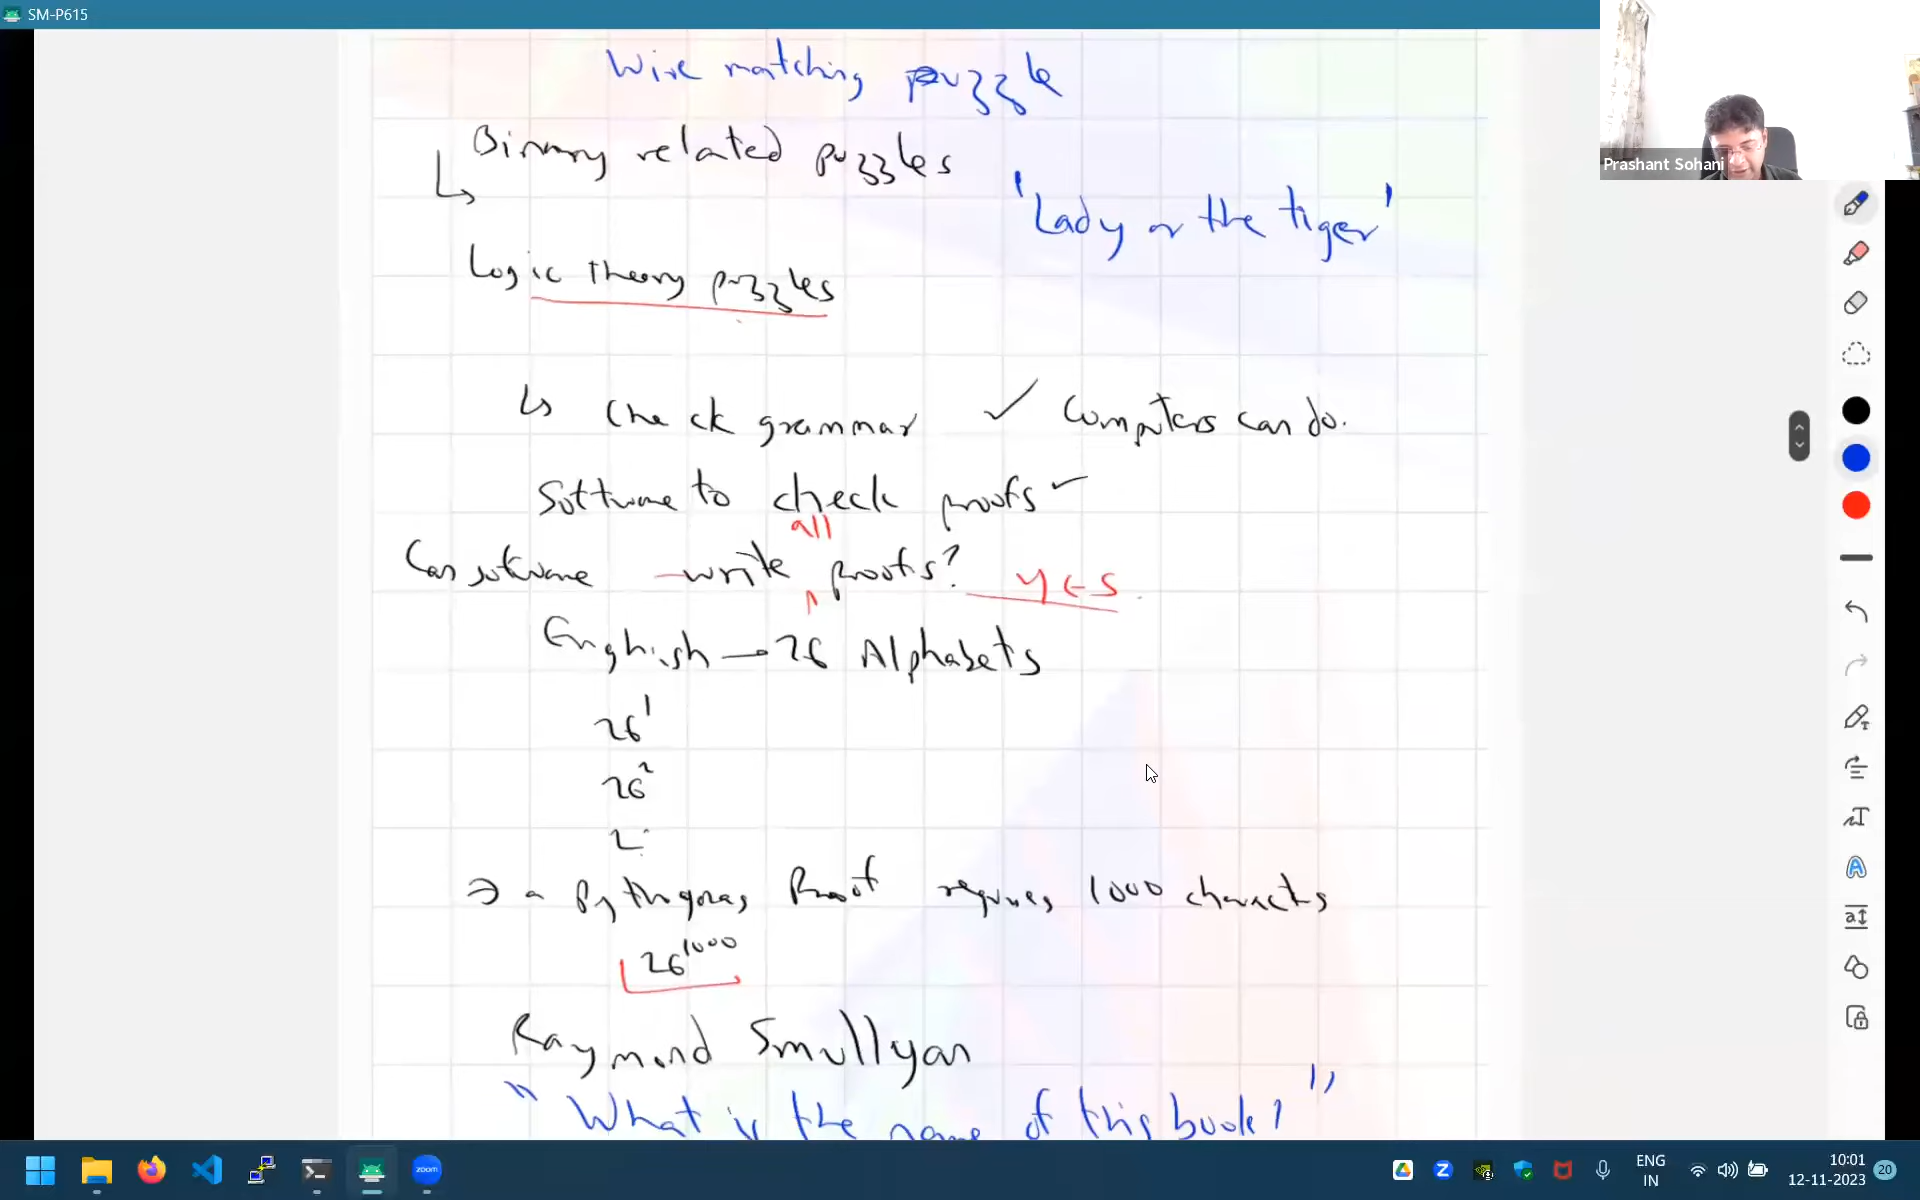 SM-P615
Wire matching puzzle
Prashant Sohani
Binary related puzzles
'Lady or the tiger'
Logic theory puzzles
↳ Check grammar ✓ Computers can do.
Software to check proofs ✓
all
Can software write proofs? YES
English → 26 Alphabets
26¹
26²
⇒ a Pythgoras Proof requires 1000 characters
26¹⁰⁰⁰
Raymond Smullyan
"What is the name of this book?"
zoom
ENG
IN
10:01
12-11-2023
20